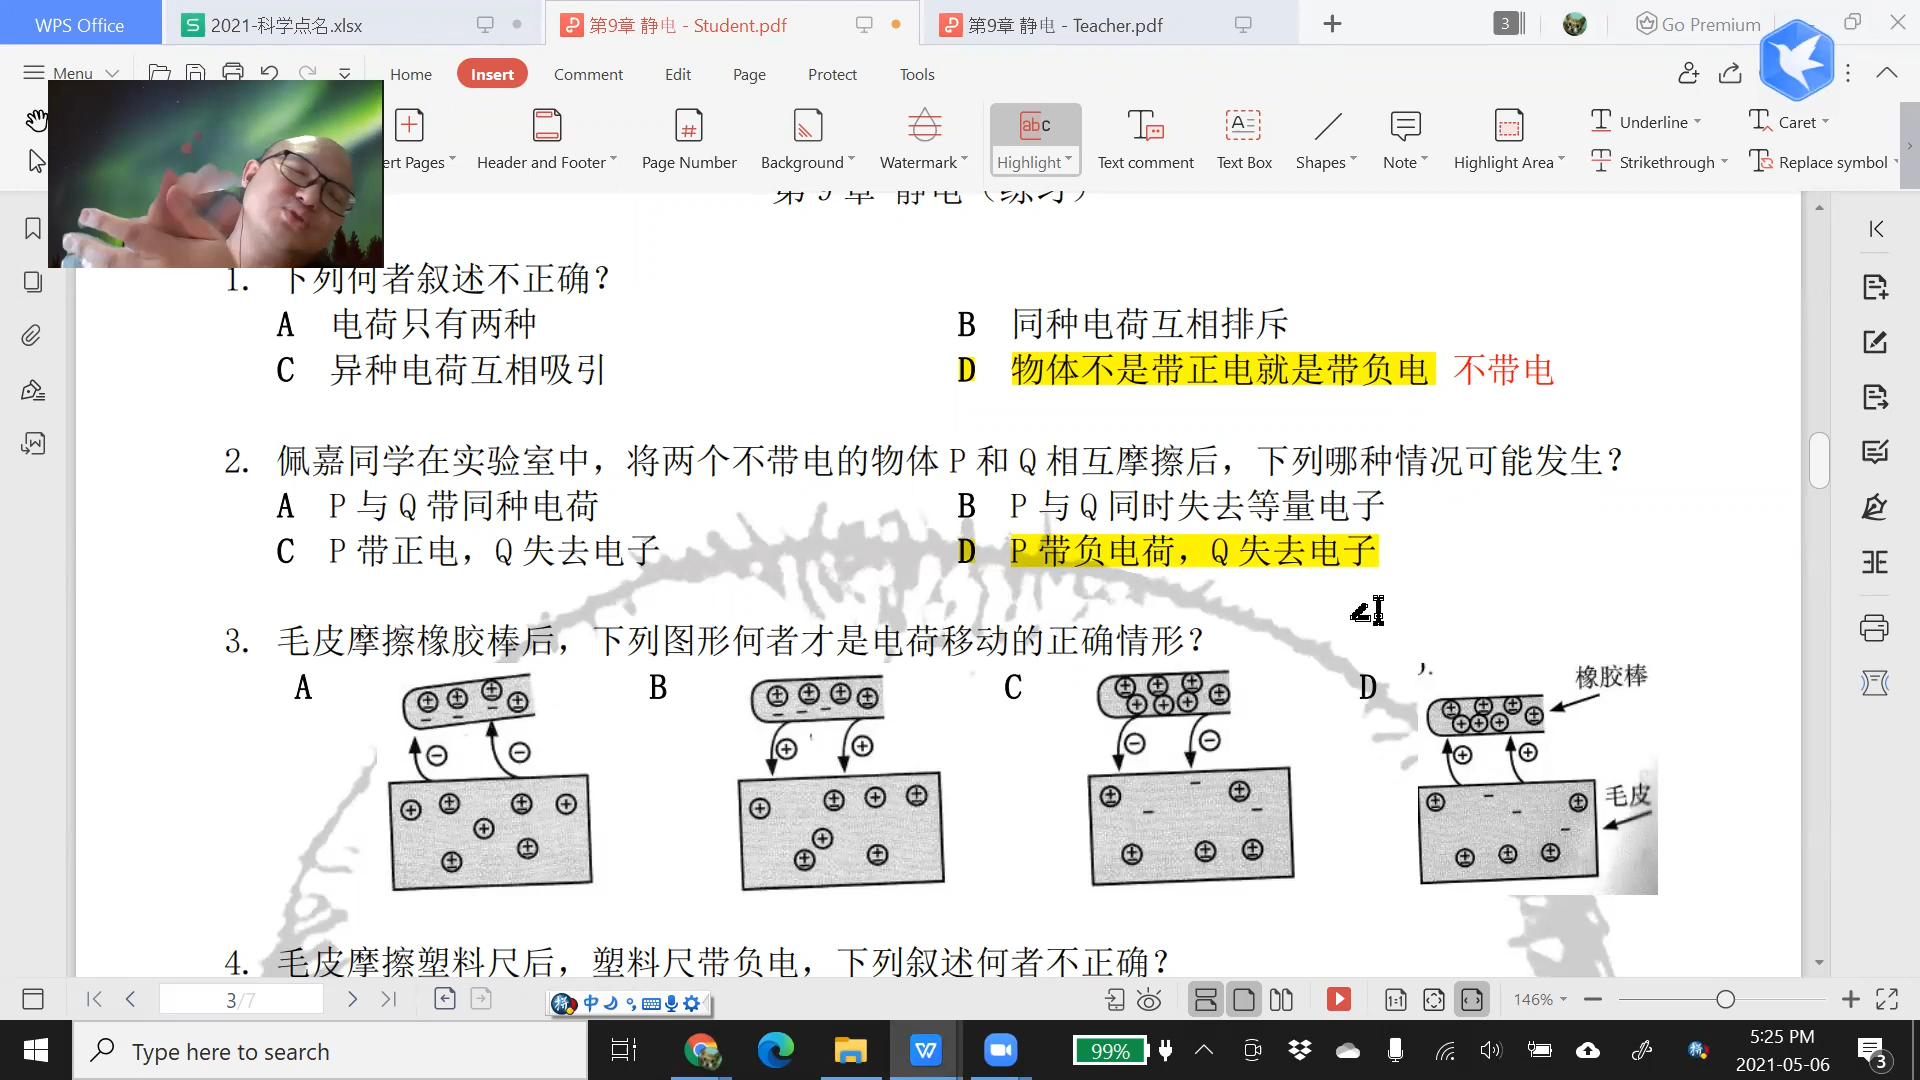 WPS Office
2021-科学点名.xlsx
第9章 静电 - Student.pdf
第9章 静电 - Teacher.pdf
3
Go Premium
Menu
Home
Insert
Comment
Edit
Page
Protect
Tools
ert Pages
Header and Footer
Page Number
Background
Watermark
Highlight
Text comment
Text Box
Shapes
Note
Highlight Area
Underline
Strikethrough
Caret
Replace symbol
第 9 章 静电（练习）
1. 下列何者叙述不正确？
A 电荷只有两种
B 同种电荷互相排斥
C 异种电荷互相吸引
D 物体不是带正电就是带负电 不带电
2. 佩嘉同学在实验室中，将两个不带电的物体 P 和 Q 相互摩擦后，下列哪种情况可能发生？
A P 与 Q 带同种电荷
B P 与 Q 同时失去等量电子
C P 带正电，Q 失去电子
D P 带负电荷，Q 失去电子
3. 毛皮摩擦橡胶棒后，下列图形何者才是电荷移动的正确情形？
A
B
C
D
橡胶棒
毛皮
4. 毛皮摩擦塑料尺后，塑料尺带负电，下列叙述何者不正确？
3/7
中
146%
Type here to search
99%
5:25 PM
2021-05-06
3